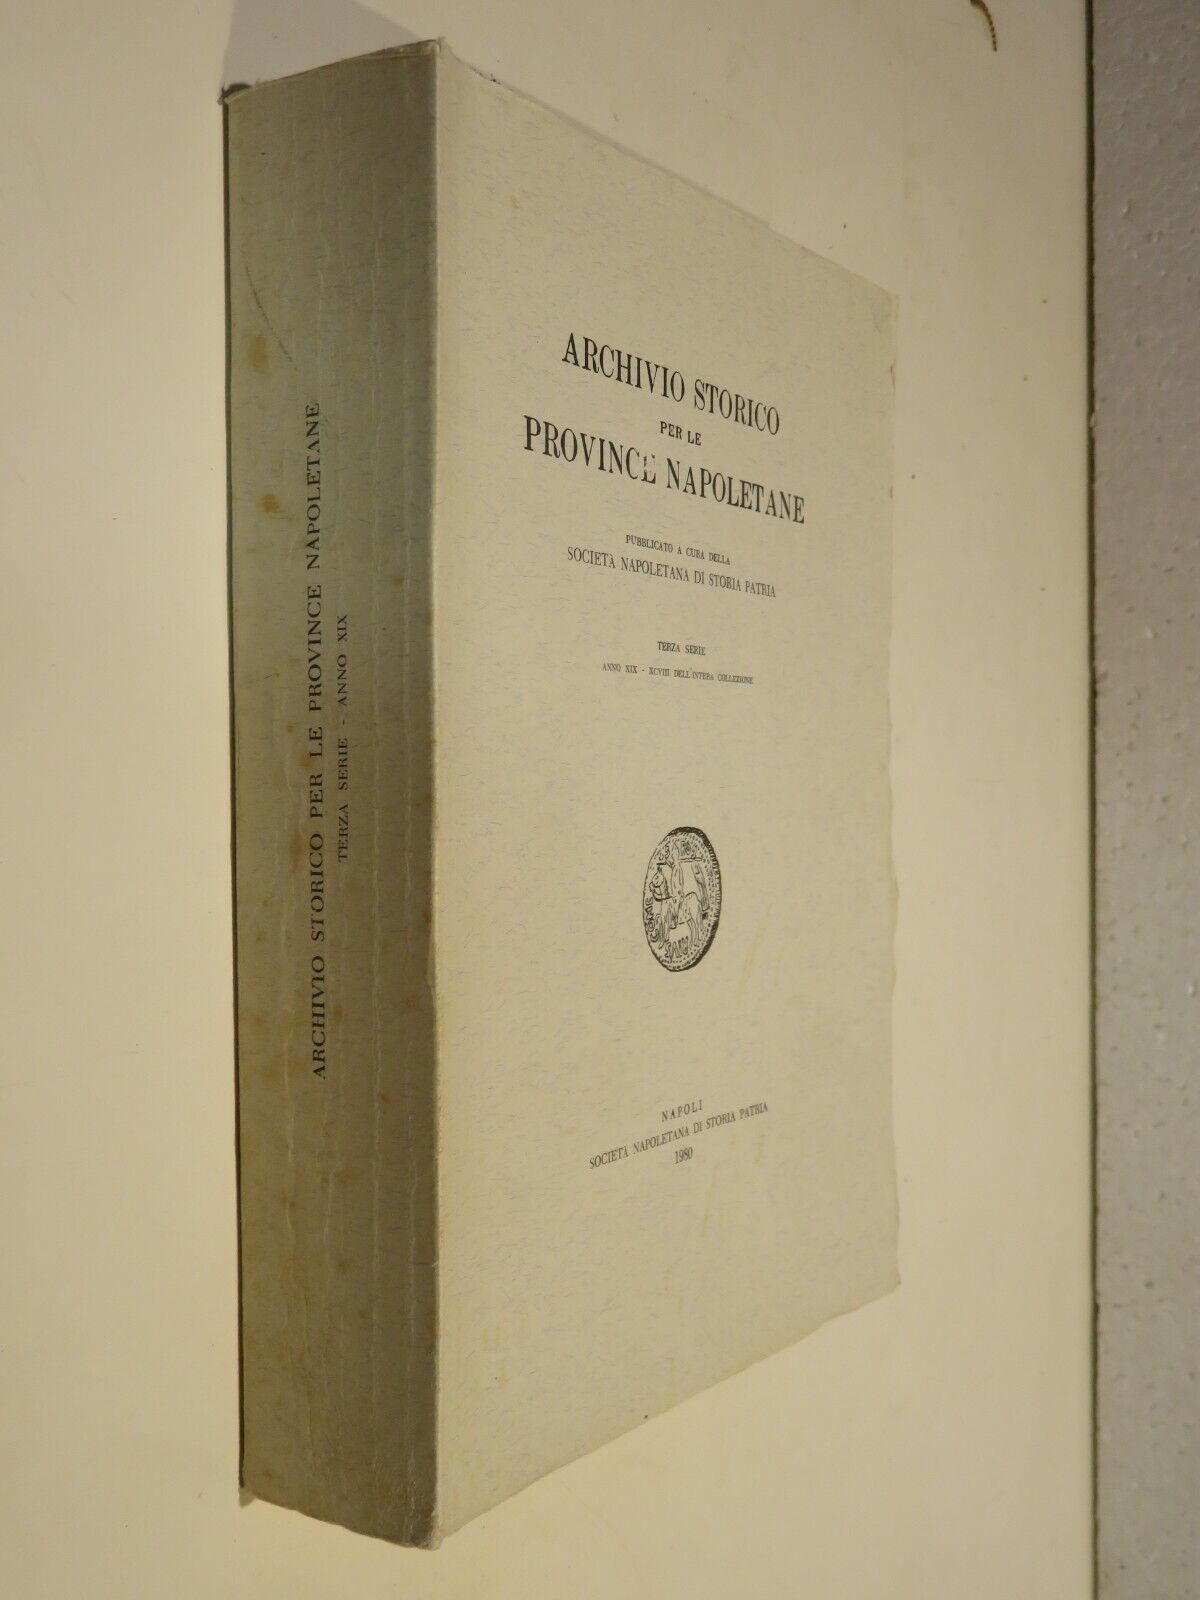 ARCHIVIO STORICO PER LE PROVINCE NAPOLETANE
TERZA SERIE - ANNO XIX
ARCHIVIO STORICO
PER LE
PROVINCE NAPOLETANE
PUBBLICATO A CURA DELLA
SOCIETÀ NAPOLETANA DI STORIA PATRIA
TERZA SERIE
ANNO XIX - XCVIII DELL'INTERA COLLEZIONE
NAPOLI
SOCIETÀ NAPOLETANA DI STORIA PATRIA
1980